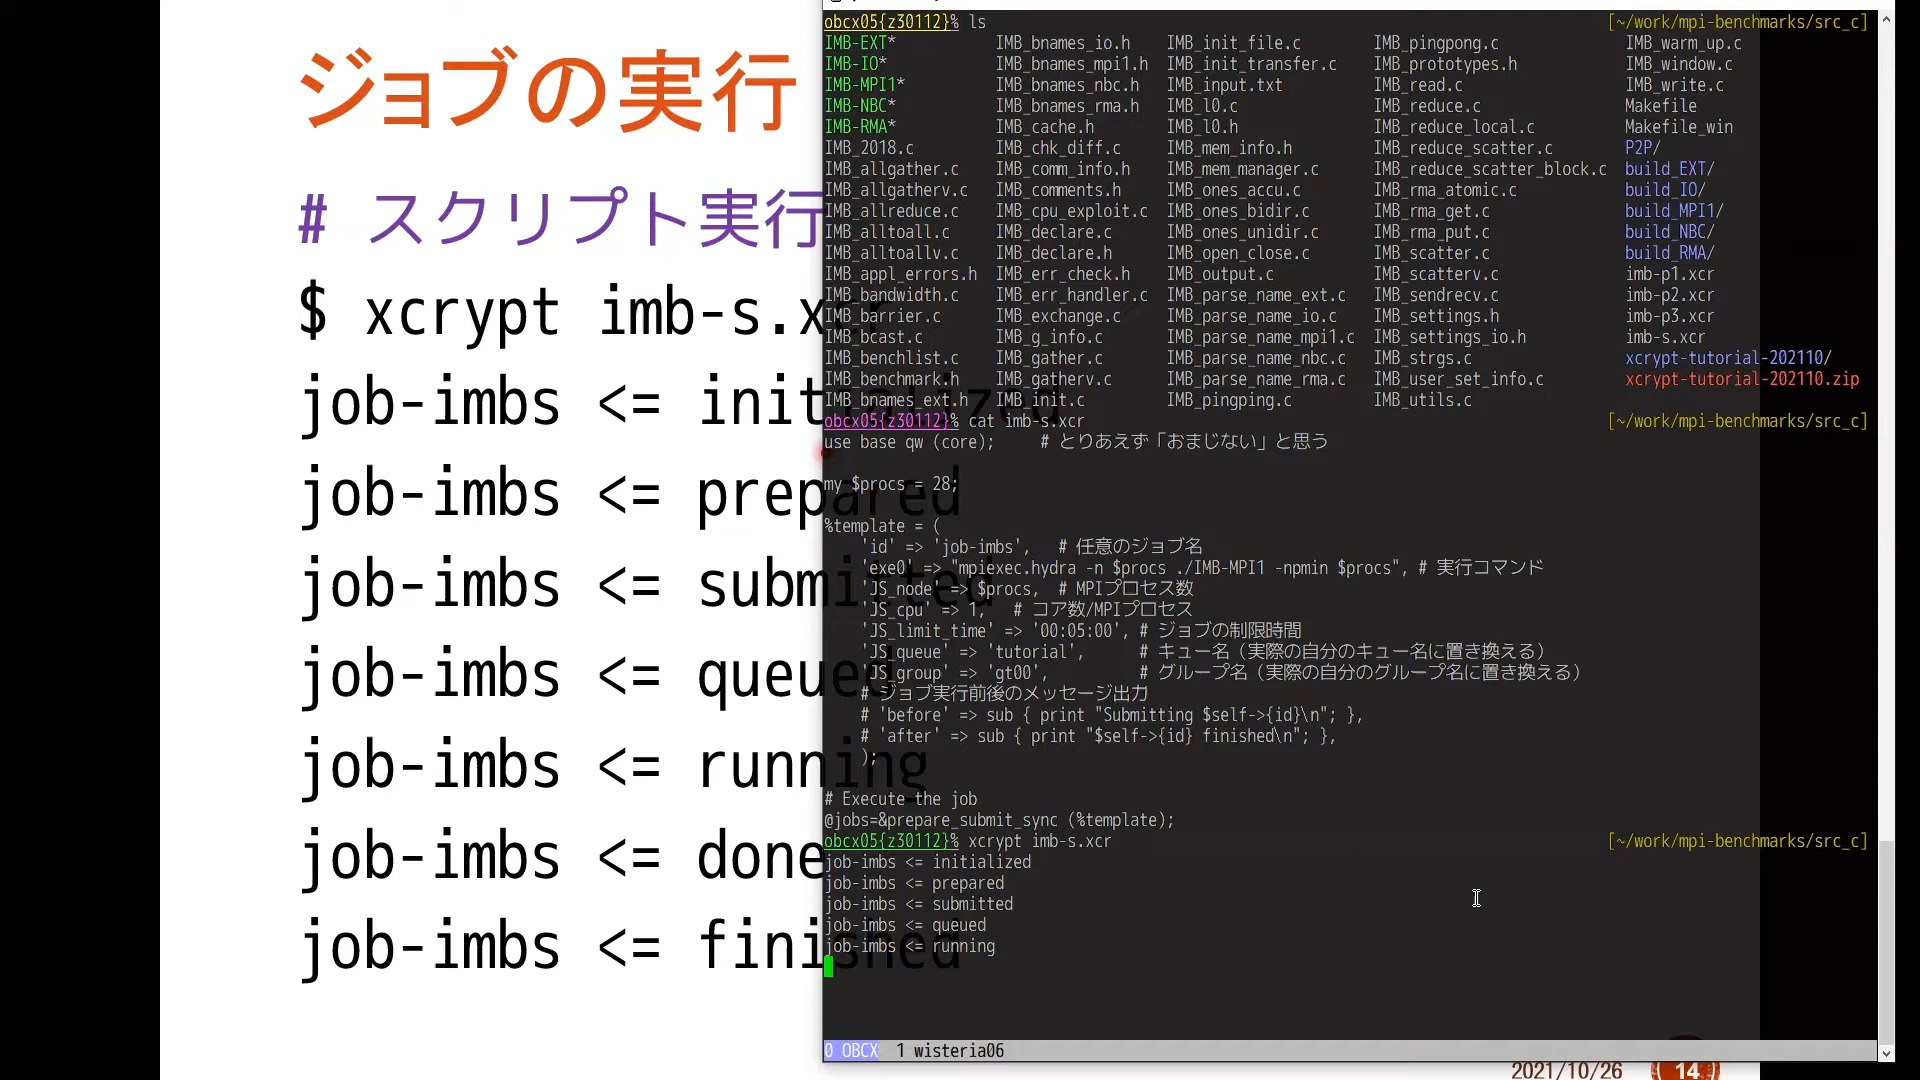 ジョブの実行
# スクリプト実行
$ xcrypt imb-s.xcr
job-imbs <= initialized
job-imbs <= prepared
job-imbs <= submitted
job-imbs <= queued
job-imbs <= running
job-imbs <= done
job-imbs <= finished
obcx05{z30112}% ls [~/work/mpi-benchmarks/src_c]
IMB-EXT* IMB_bnames_io.h IMB_init_file.c IMB_pingpong.c IMB_warm_up.c
IMB-IO* IMB_bnames_mpi1.h IMB_init_transfer.c IMB_prototypes.h IMB_window.c
IMB-MPI1* IMB_bnames_nbc.h IMB_input.txt IMB_read.c IMB_write.c
IMB-NBC* IMB_bnames_rma.h IMB_l0.c IMB_reduce.c Makefile
IMB-RMA* IMB_cache.h IMB_l0.h IMB_reduce_local.c Makefile_win
IMB_2018.c IMB_chk_diff.c IMB_mem_info.h IMB_reduce_scatter.c P2P/
IMB_allgather.c IMB_comm_info.h IMB_mem_manager.c IMB_reduce_scatter_block.c build_EXT/
IMB_allgatherv.c IMB_comments.h IMB_ones_accu.c IMB_rma_atomic.c build_IO/
IMB_allreduce.c IMB_cpu_exploit.c IMB_ones_bidir.c IMB_rma_get.c build_MPI1/
IMB_alltoall.c IMB_declare.c IMB_ones_unidir.c IMB_rma_put.c build_NBC/
IMB_alltoallv.c IMB_declare.h IMB_open_close.c IMB_scatter.c build_RMA/
IMB_appl_errors.h IMB_err_check.h IMB_output.c IMB_scatterv.c imb-p1.xcr
IMB_bandwidth.c IMB_err_handler.c IMB_parse_name_ext.c IMB_sendrecv.c imb-p2.xcr
IMB_barrier.c IMB_exchange.c IMB_parse_name_io.c IMB_settings.h imb-p3.xcr
IMB_bcast.c IMB_g_info.c IMB_parse_name_mpi1.c IMB_settings_io.h imb-s.xcr
IMB_benchlist.c IMB_gather.c IMB_parse_name_nbc.c IMB_strgs.c xcrypt-tutorial-202110/
IMB_benchmark.h IMB_gatherv.c IMB_parse_name_rma.c IMB_user_set_info.c xcrypt-tutorial-202110.zip
IMB_bnames_ext.h IMB_init.c IMB_pingping.c IMB_utils.c
obcx05{z30112}% cat imb-s.xcr [~/work/mpi-benchmarks/src_c]
use base qw (core); # とりあえず「おまじない」と思う
my $procs = 28;
%template = (
'id' => 'job-imbs', # 任意のジョブ名
'exe0' => "mpiexec.hydra -n $procs ./IMB-MPI1 -npmin $procs", # 実行コマンド
'JS_node' => $procs, # MPIプロセス数
'JS_cpu' => 1, # コア数/MPIプロセス
'JS_limit_time' => '00:05:00', # ジョブの制限時間
'JS_queue' => 'tutorial', # キュー名（実際の自分のキュー名に置き換える）
'JS_group' => 'gt00', # グループ名（実際の自分のグループ名に置き換える）
# ジョブ実行前後のメッセージ出力
# 'before' => sub { print "Submitting $self->{id}\n"; },
# 'after' => sub { print "$self->{id} finished\n"; },
);
# Execute the job
@jobs=&prepare_submit_sync (%template);
obcx05{z30112}% xcrypt imb-s.xcr [~/work/mpi-benchmarks/src_c]
job-imbs <= initialized
job-imbs <= prepared
job-imbs <= submitted
job-imbs <= queued
job-imbs <= running
0 OBCX 1 wisteria06
2021/10/26 14